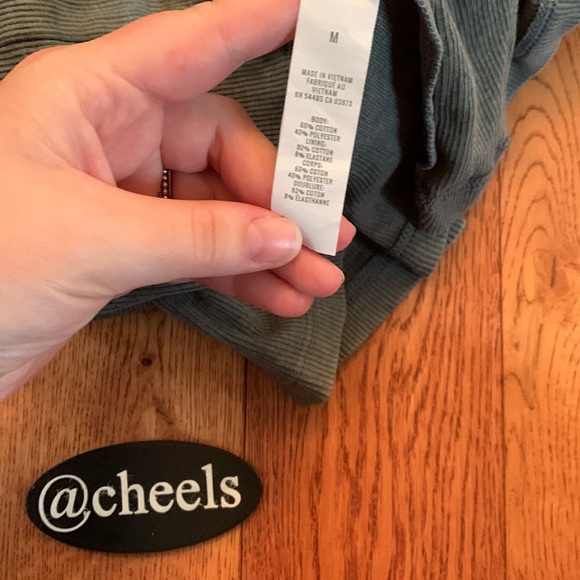 M
MADE IN VIETNAM
FABRIQUÉ AU
VIETNAM
RN 54485 CA 03873
BODY:
60% COTTON
40% POLYESTER
LINING:
92% COTTON
8% ELASTANE
CORPS:
60% COTON
40% POLYESTER
DOUBLURE:
92% COTON
8% ÉLASTHANNE
@cheels